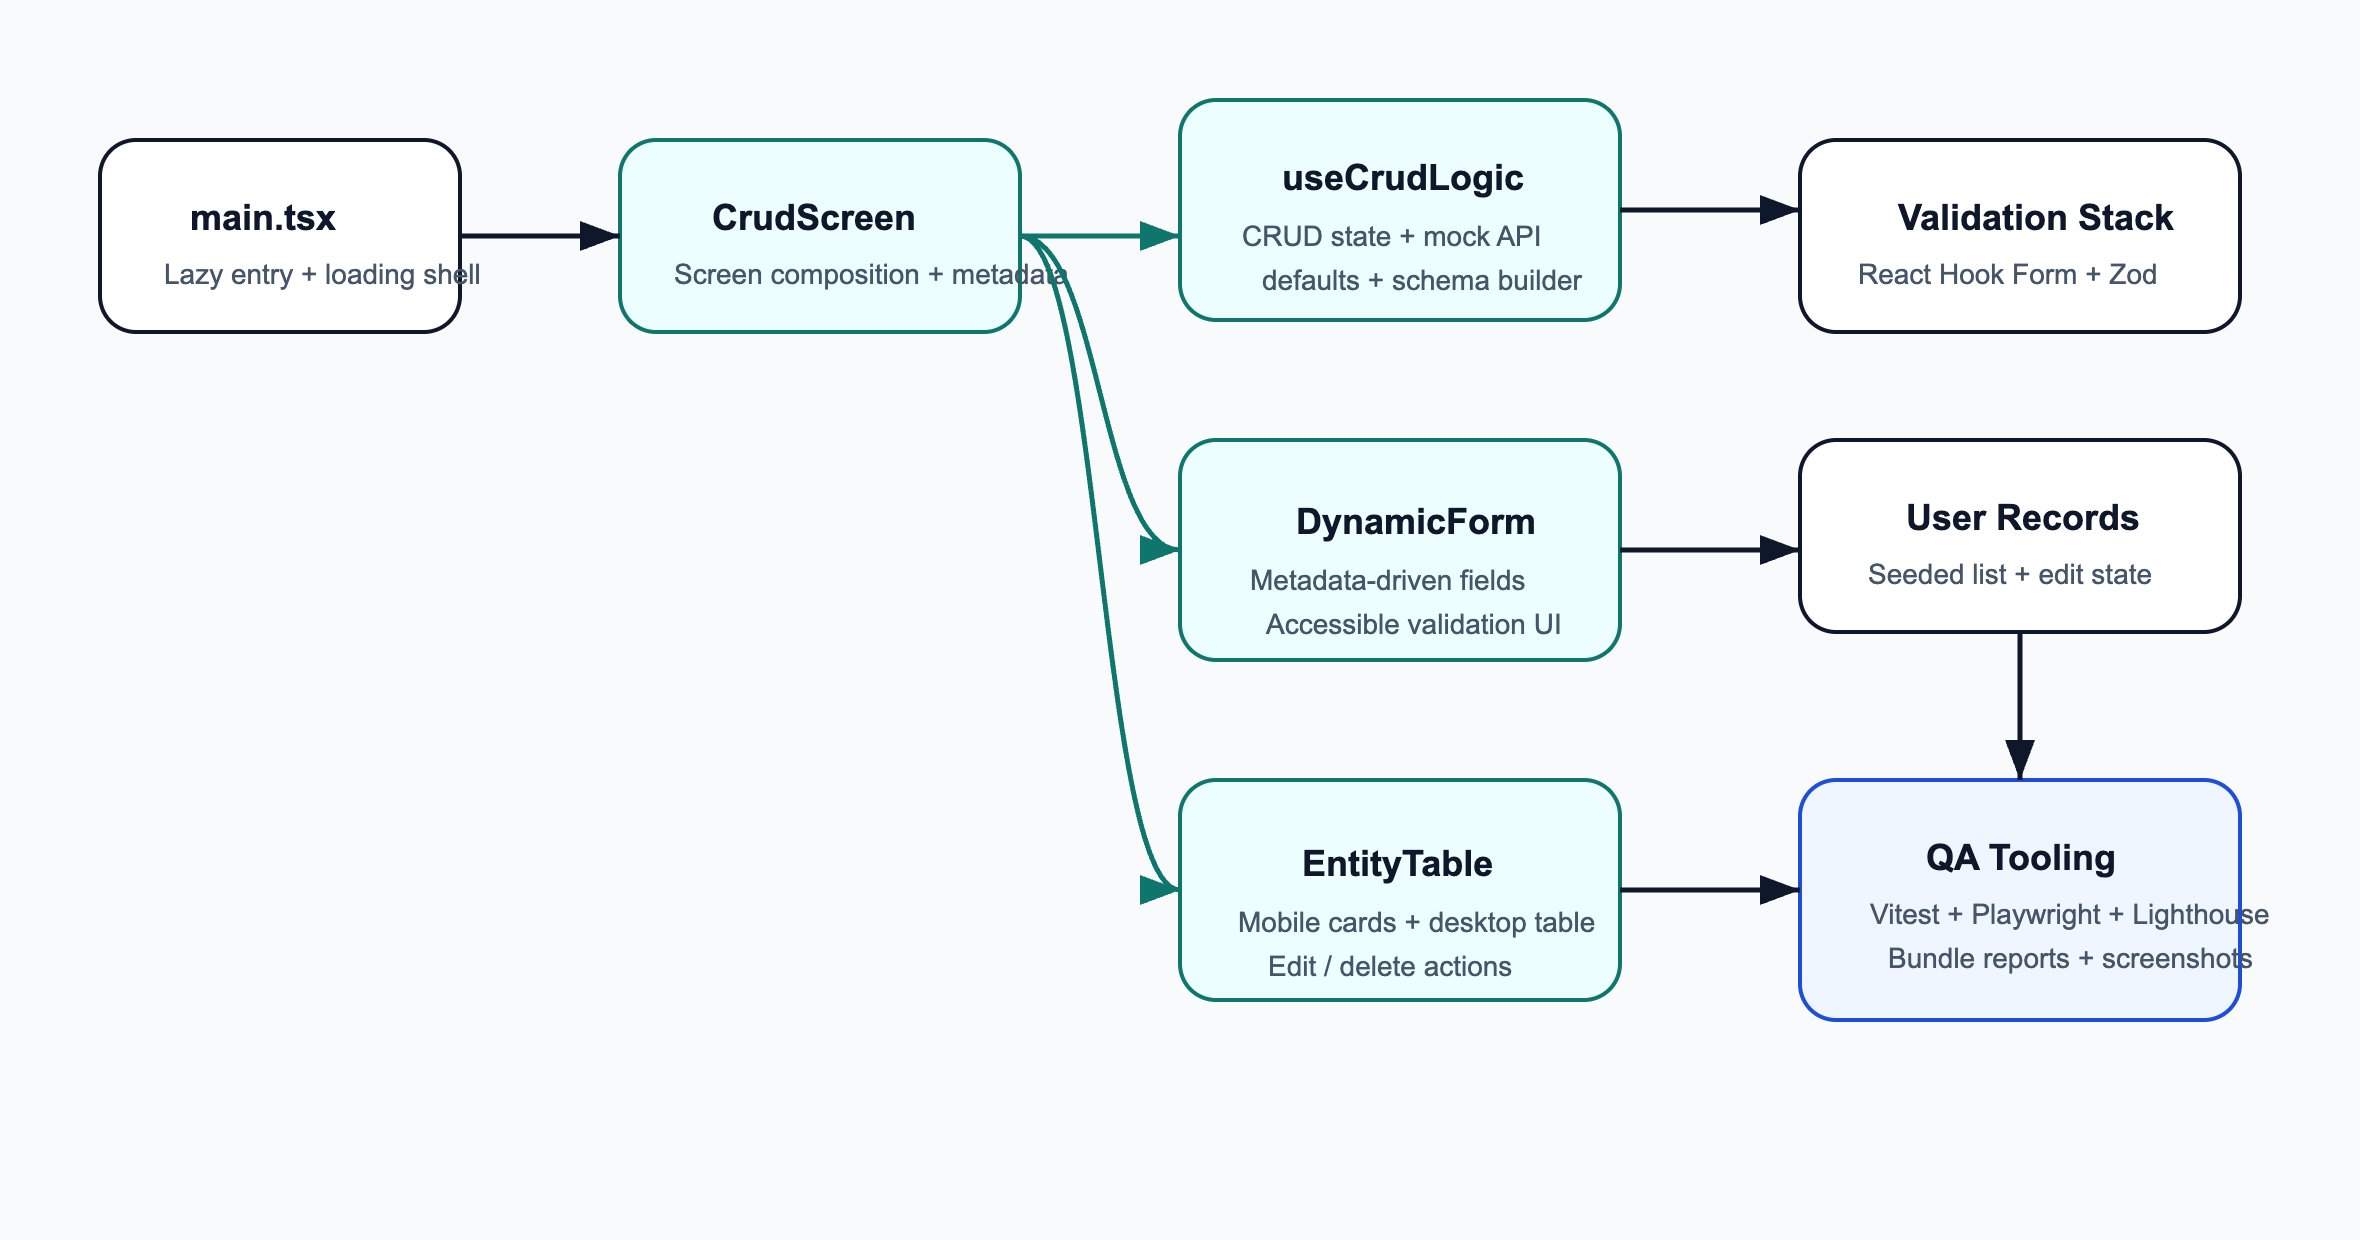 main.tsx
Lazy entry + loading shell
CrudScreen
Screen composition + metadata
useCrudLogic
CRUD state + mock API
defaults + schema builder
Validation Stack
React Hook Form + Zod
DynamicForm
Metadata-driven fields
Accessible validation UI
User Records
Seeded list + edit state
EntityTable
Mobile cards + desktop table
Edit / delete actions
QA Tooling
Vitest + Playwright + Lighthouse
Bundle reports + screenshots